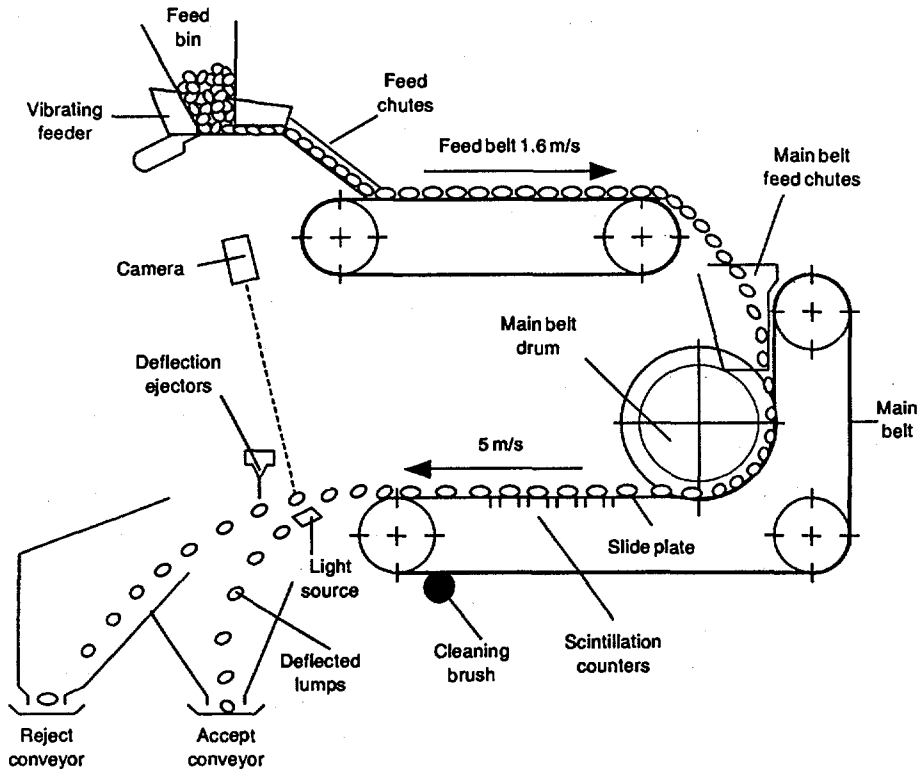 Feed
bin
Vibrating
feeder
Feed
chutes
Feed belt 1,6 m/s
Main belt
feed chutes
Camera
Main belt
drum
Deflection
ejectors
Main
belt
5 m/s
Slide plate
Light
source
Cleaning
brush
Scintillation
counters
Deflected
lumps
Reject
conveyor
Accept
conveyor